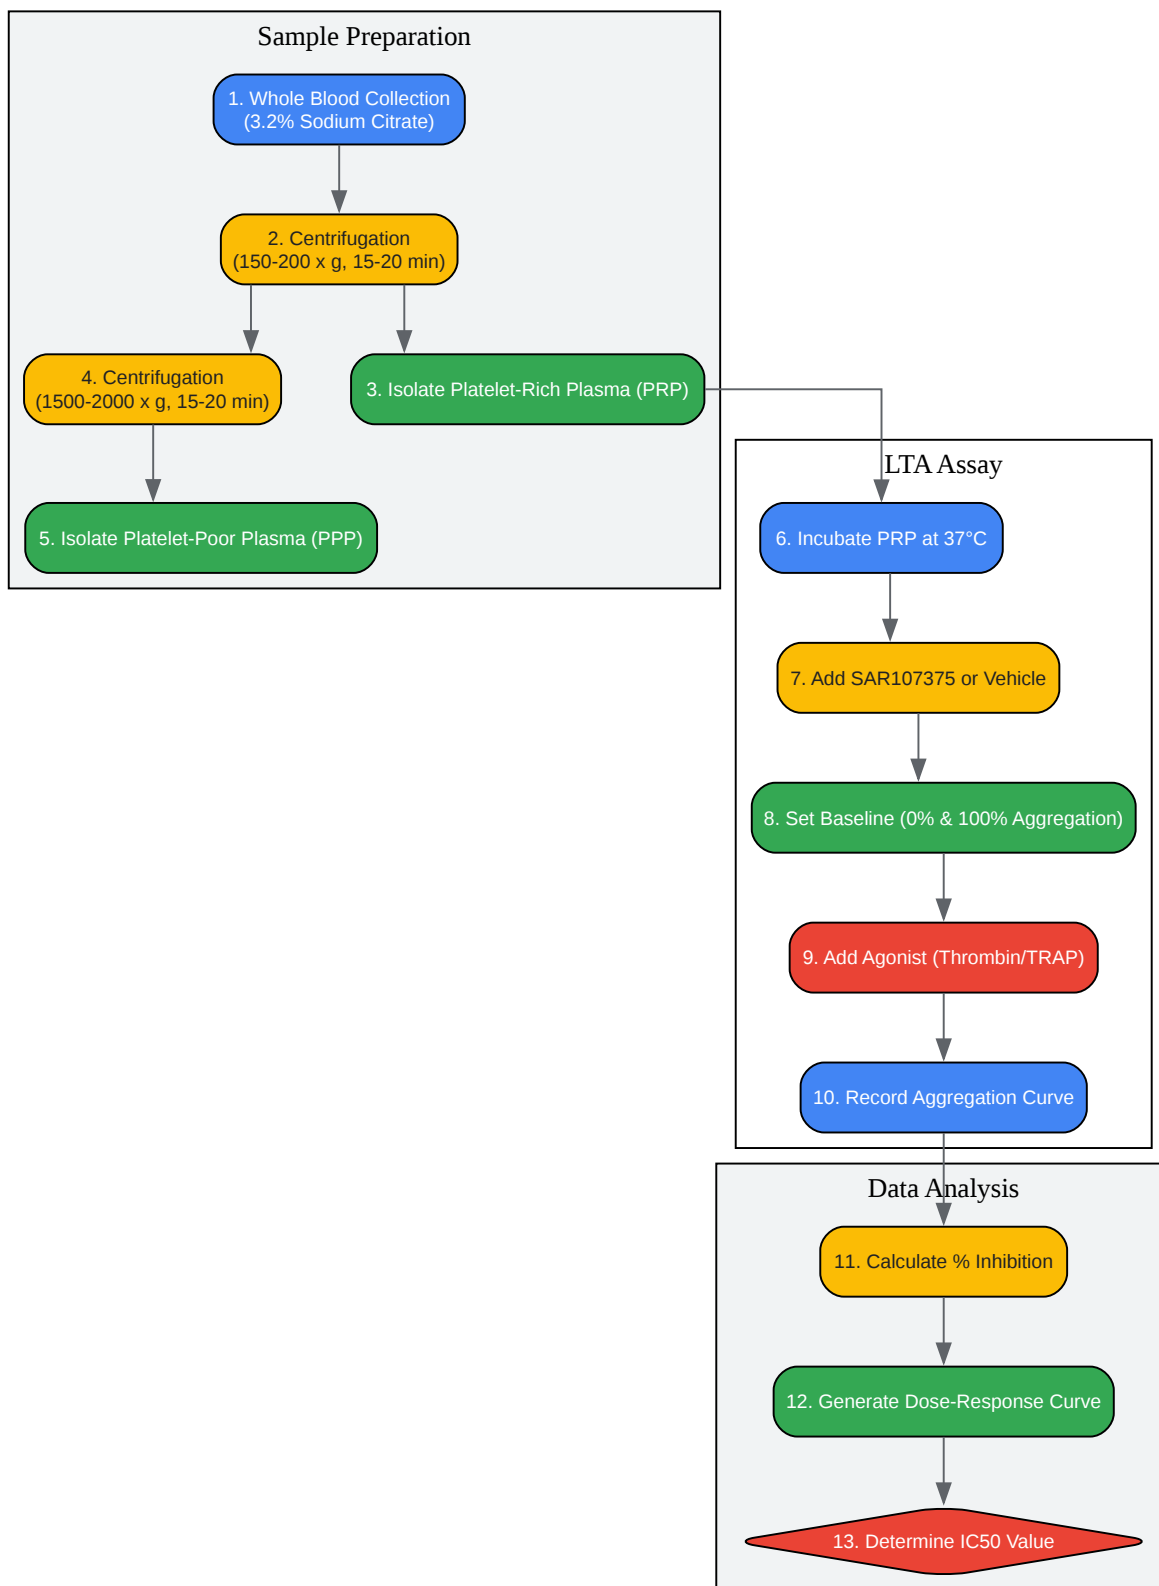 Sample Preparation
1. Whole Blood Collection
(3.2% Sodium Citrate)
2. Centrifugation
(150-200 x g, 15-20 min)
4. Centrifugation
(1500-2000 x g, 15-20 min)
3. Isolate Platelet-Rich Plasma (PRP)
5. Isolate Platelet-Poor Plasma (PPP)
LTA Assay
6. Incubate PRP at 37°C
7. Add SAR107375 or Vehicle
8. Set Baseline (0% & 100% Aggregation)
9. Add Agonist (Thrombin/TRAP)
10. Record Aggregation Curve
Data Analysis
11. Calculate % Inhibition
12. Generate Dose-Response Curve
13. Determine IC50 Value